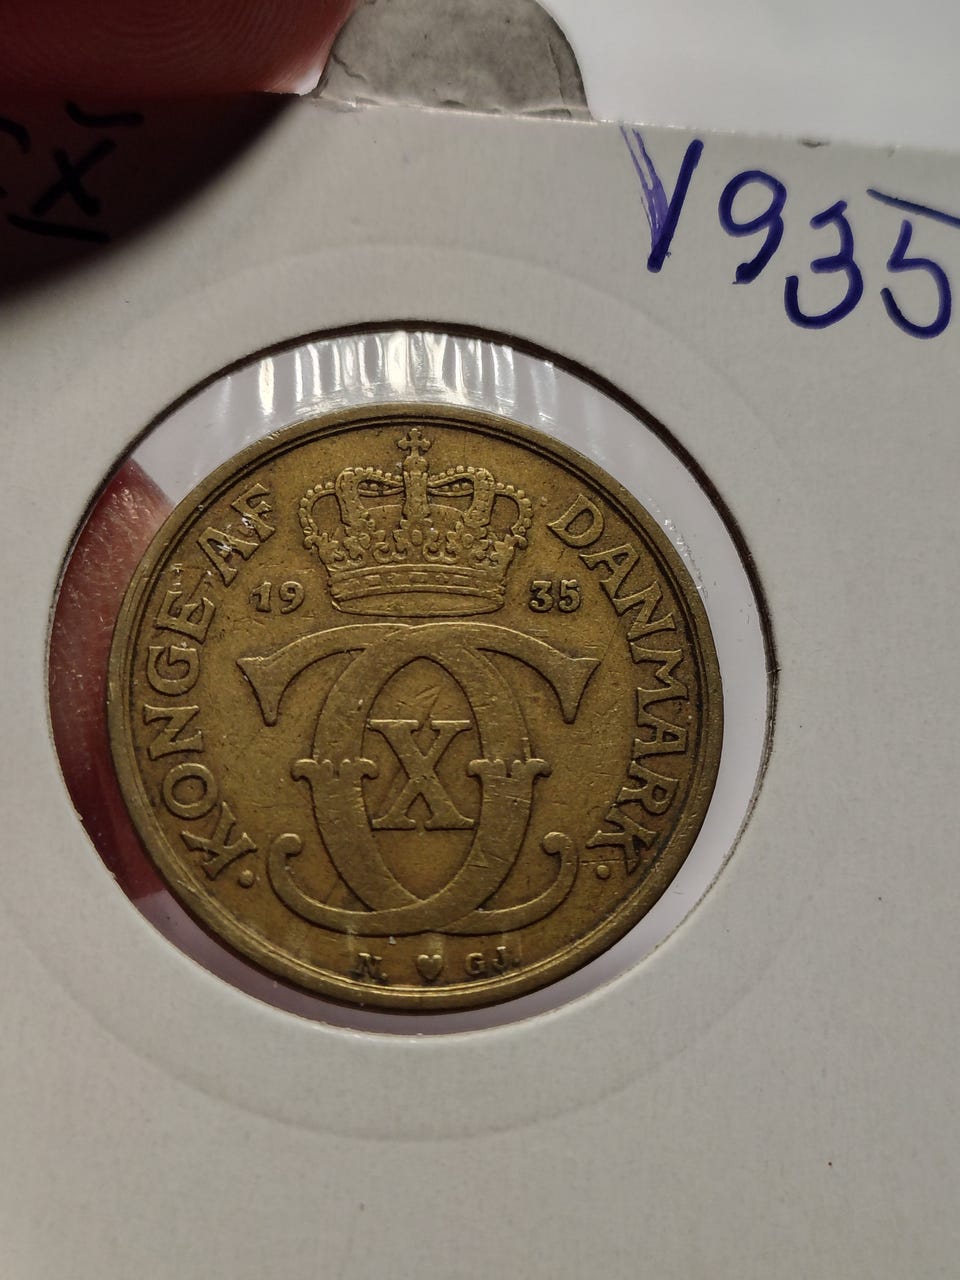 1935
KONGE AF DANMARK
19 35
X
N. ♥ GJ.